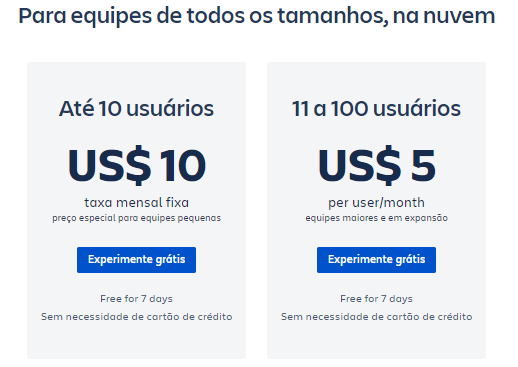 Para equipes de todos os tamanhos, na nuvem
Até 10 usuários
US$ 10
taxa mensal fixa
preço especial para equipes pequenas
Experimente grátis
Free for 7 days
Sem necessidade de cartão de crédito
11 a 100 usuários
US$ 5
per user/month
equipes maiores e em expansão
Experimente grátis
Free for 7 days
Sem necessidade de cartão de crédito